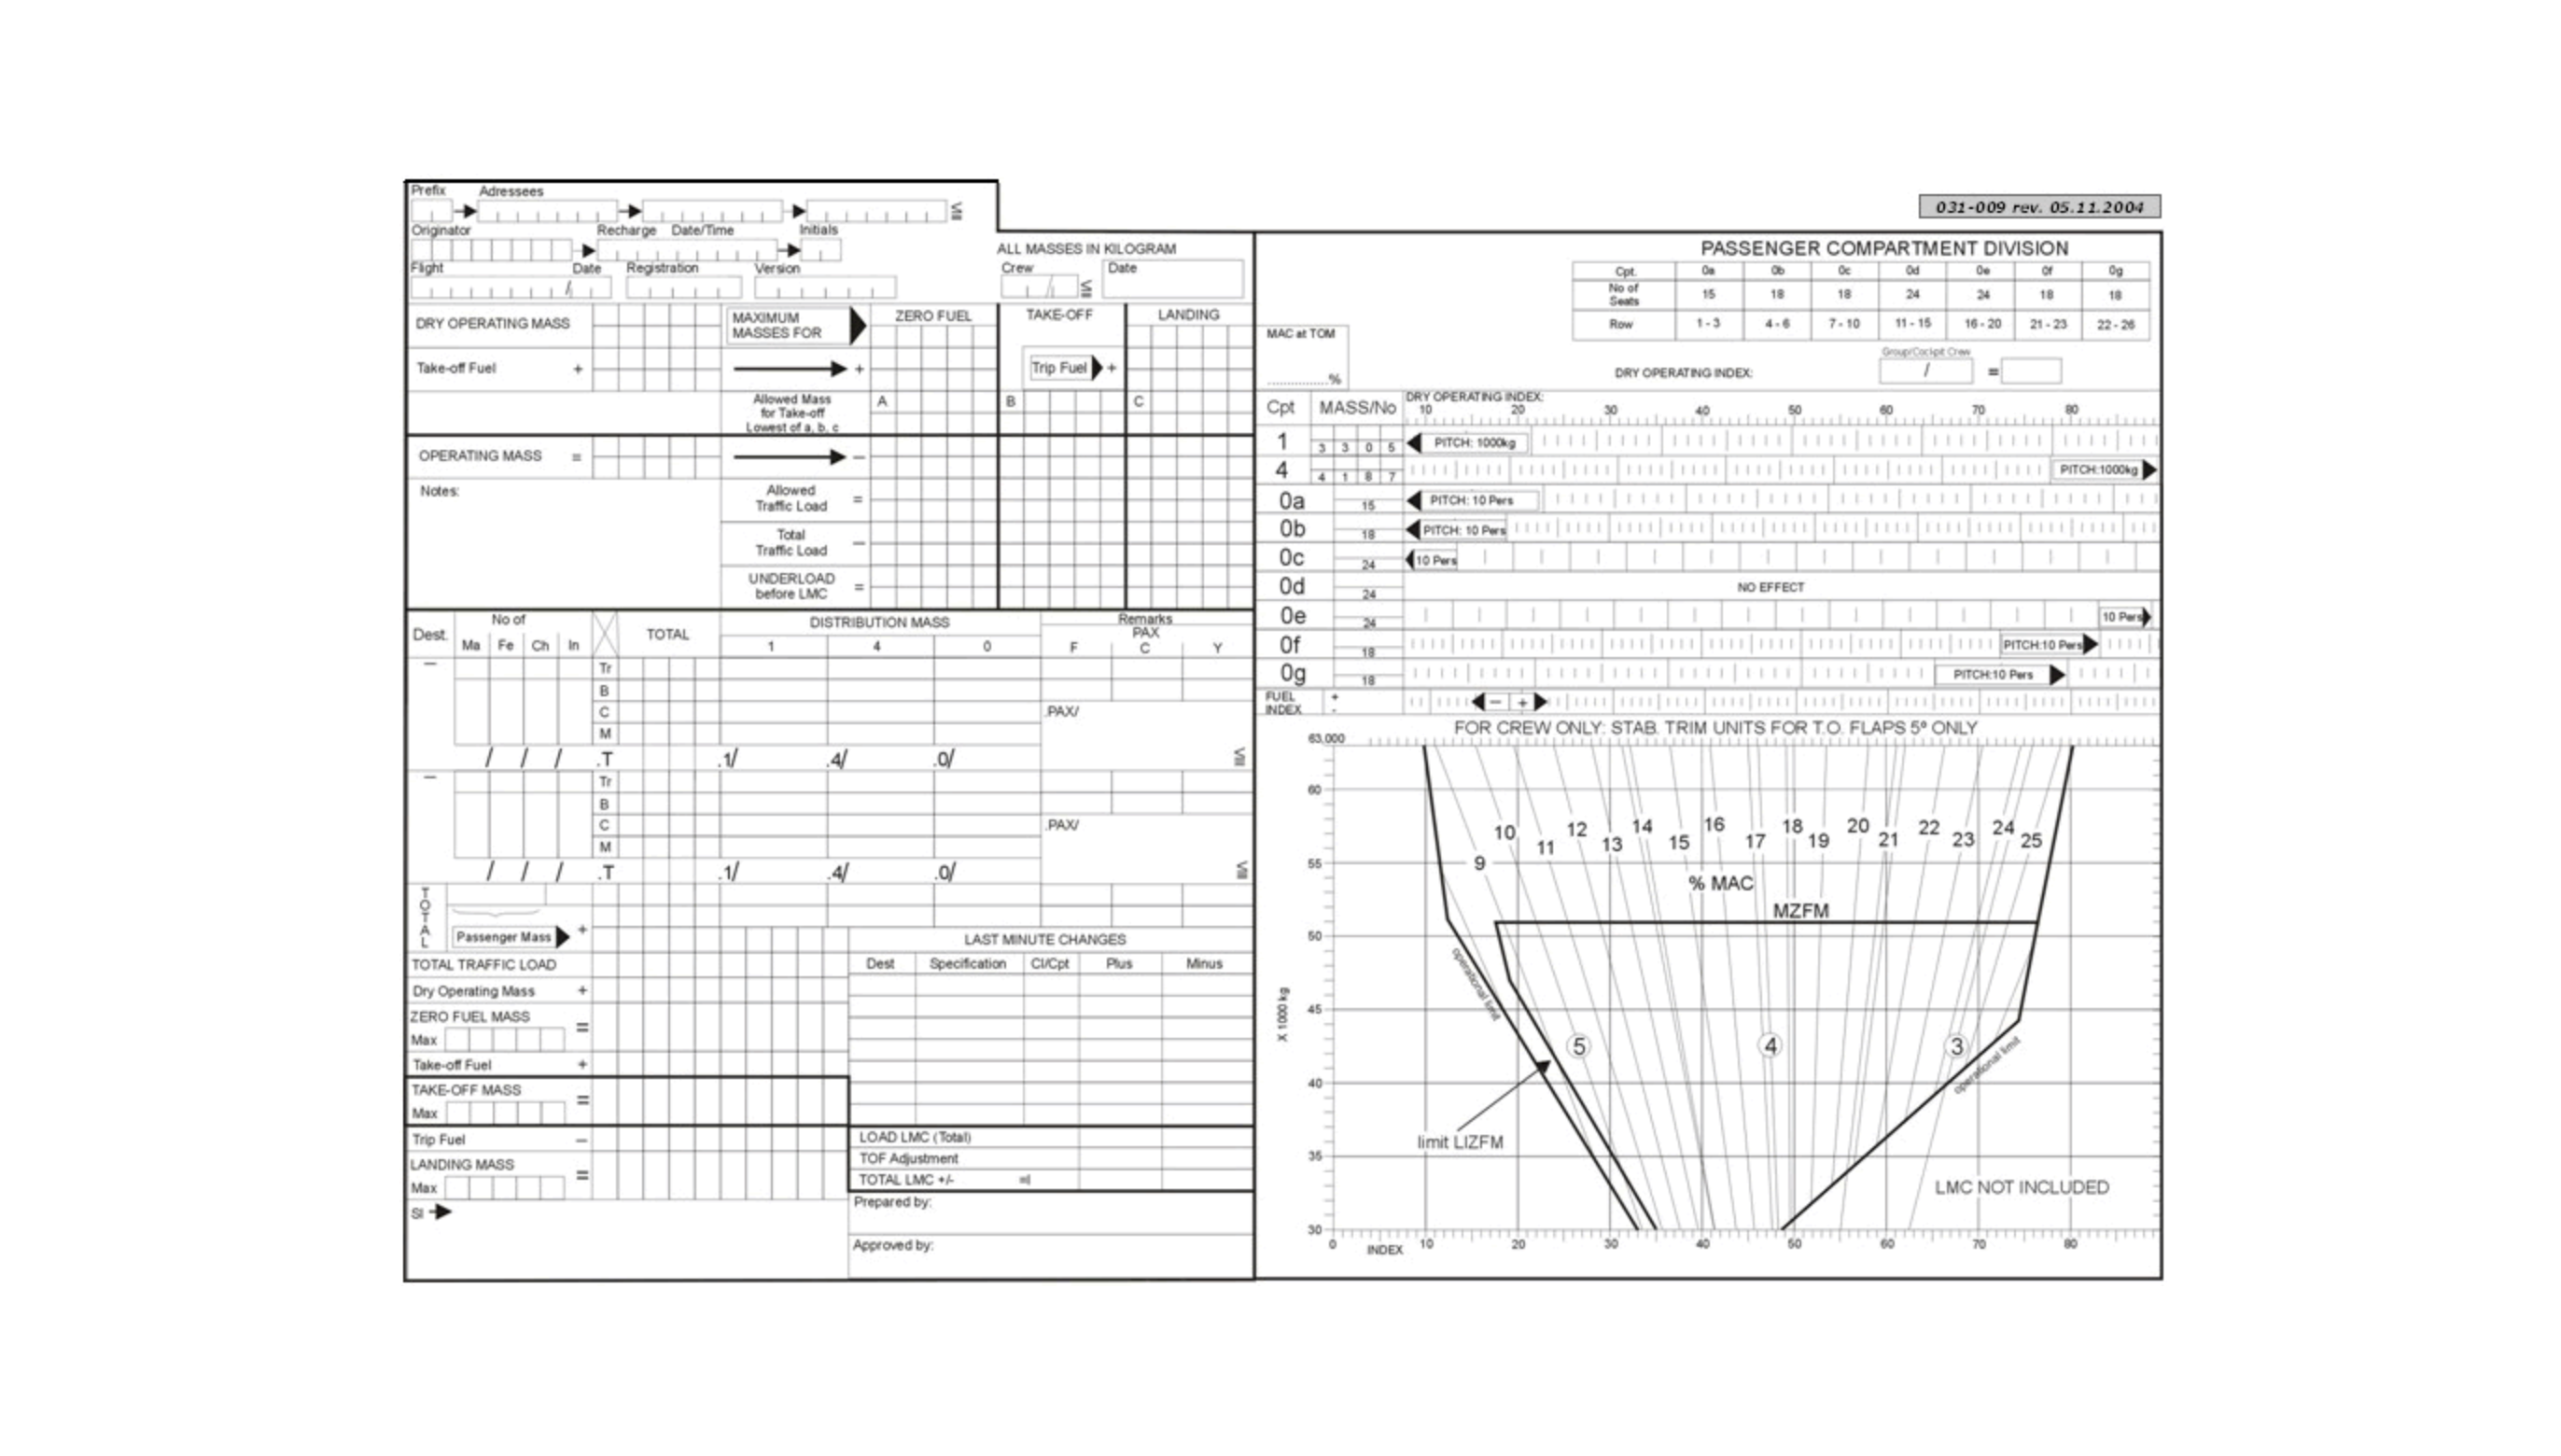 Prefix Adressees
Originator Recharge Date/Time Initials
Flight Date Registration Version
/
ALL MASSES IN KILOGRAM
Crew Date
/
DRY OPERATING MASS
MAXIMUM MASSES FOR
ZERO FUEL TAKE-OFF LANDING
Take-off Fuel + + Trip Fuel +
Allowed Mass for Take-off Lowest of a, b, c
A B C
OPERATING MASS = −
Notes:
Allowed Traffic Load =
Total Traffic Load −
UNDERLOAD before LMC =
Dest. No of TOTAL DISTRIBUTION MASS Remarks
PAX
Ma Fe Ch In 1 4 0 F C Y
– Tr
B
C .PAX/
M
/ / / .T .1/ .4/ .0/
– Tr
B
C .PAX/
M
/ / / .T .1/ .4/ .0/
TOTAL
Passenger Mass +
TOTAL TRAFFIC LOAD
Dry Operating Mass +
ZERO FUEL MASS
Max =
Take-off Fuel +
TAKE-OFF MASS
Max =
Trip Fuel −
LANDING MASS
Max =
SI
LAST MINUTE CHANGES
Dest Specification Cl/Cpt Plus Minus
LOAD LMC (Total)
TOF Adjustment
TOTAL LMC +/-
Prepared by:
Approved by:
031-009 rev. 05.11.2004
PASSENGER COMPARTMENT DIVISION
Cpt. 0a 0b 0c 0d 0e 0f 0g
No of Seats 15 18 18 24 24 18 18
Row 1 - 3 4 - 6 7 - 10 11 - 15 16 - 20 21 - 23 22 - 26
MAC at TOM
...............%
Group/Cockpit Crew
DRY OPERATING INDEX: / =
Cpt MASS/No DRY OPERATING INDEX:
10 20 30 40 50 60 70 80
1 3 3 0 5 PITCH: 1000kg
4 4 1 8 7 PITCH:1000kg
0a 15 PITCH: 10 Pers
0b 18 PITCH: 10 Pers
0c 24 10 Pers
0d 24 NO EFFECT
0e 24 10 Pers
0f 18 PITCH:10 Pers
0g 18 PITCH:10 Pers
FUEL INDEX + - − +
FOR CREW ONLY: STAB. TRIM UNITS FOR T.O. FLAPS 5º ONLY
63,000
60
55
50
45
40
35
30
X 1000 kg
9 10 11 12 13 14 15 16 17 18 19 20 21 22 23 24 25
% MAC
MZFM
operational limit
5 4 3
operational limit
limit LIZFM
LMC NOT INCLUDED
0 INDEX 10 20 30 40 50 60 70 80